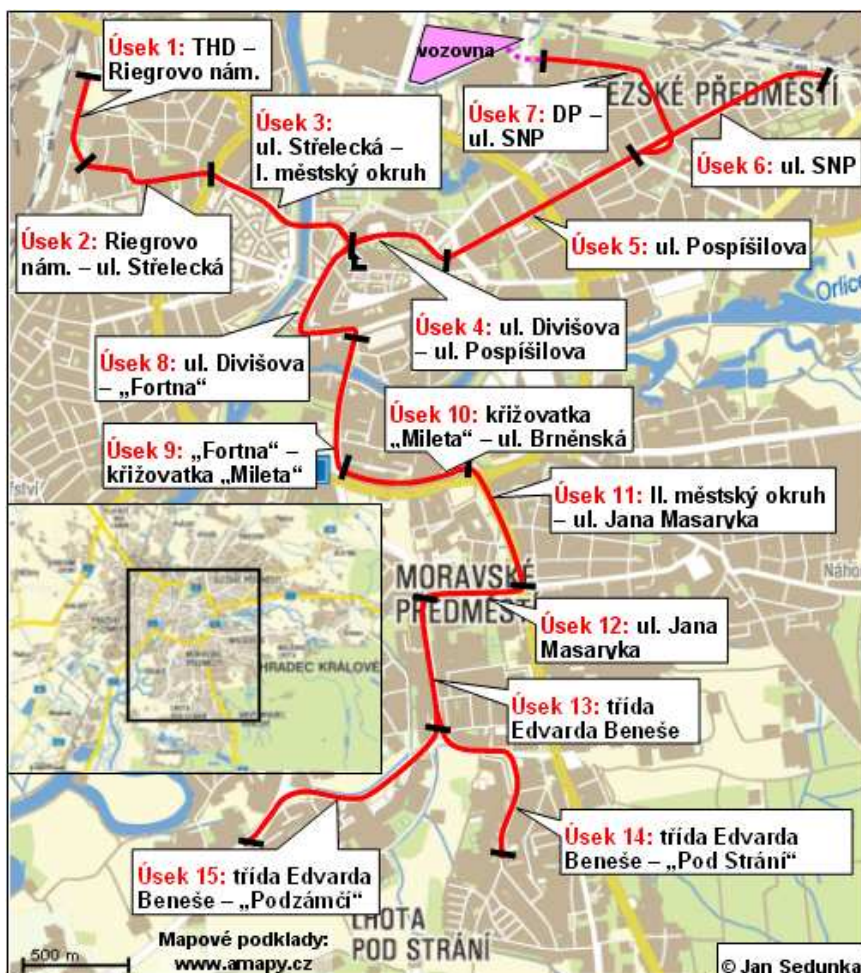 Úsek 1: THD –
Riegrovo nám.
vozovna
EZSKÉ PŘEDMĚSTÍ
Úsek 7: DP –
ul. SNP
Úsek 3:
ul. Střelecká –
I. městský okruh
Úsek 6: ul. SNP
Úsek 2: Riegrovo
nám. – ul. Střelecká
Úsek 5: ul. Pospíšilova
Orlice
Úsek 4: ul. Divišova
– ul. Pospíšilova
Úsek 8: ul. Divišova
– „Fortna“
Úsek 10: křižovatka
„Mileta“ – ul. Brněnská
Úsek 9: „Fortna“ –
křižovatka „Mileta“
Úsek 11: II. městský okruh
– ul. Jana Masaryka
MORAVSKÉ
PŘEDMĚSTÍ
Úsek 12: ul. Jana
Masaryka
HRADEC KRÁLOVÉ
Úsek 13: třída
Edvarda Beneše
Úsek 14: třída Edvarda
Beneše – „Pod Strání“
Úsek 15: třída Edvarda
Beneše – „Podzámčí“
LHOTA
POD STRÁNÍ
Mapové podklady:
www.amapy.cz
500 m
© Jan Sedunka